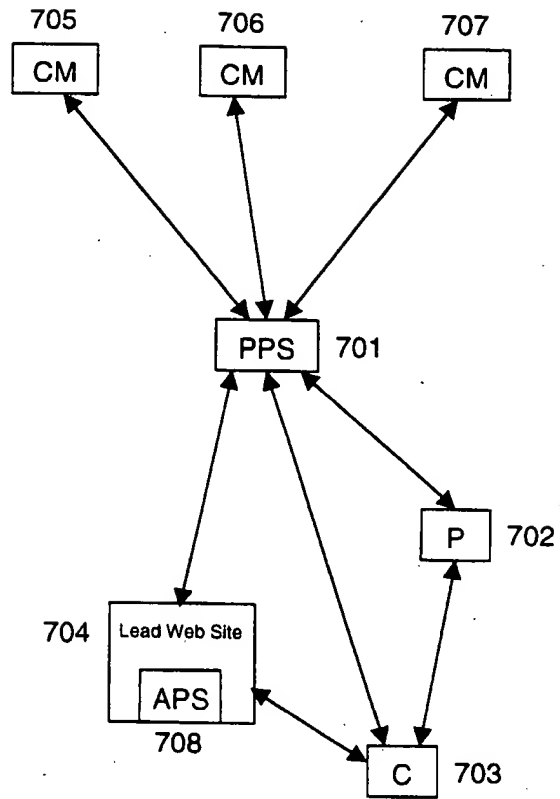 705
706
707
CM
CM
CM
PPS
701
P
702
704
Lead Web Site
APS
708
C
703